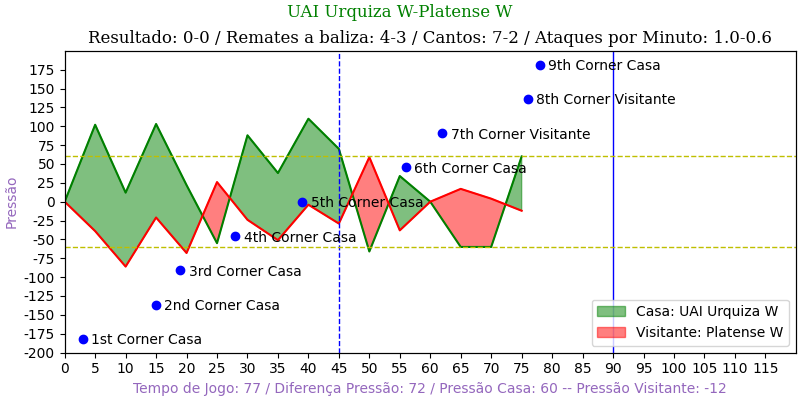 UAI Urquiza W-Platense W
Resultado: 0-0 / Remates a baliza: 4-3 / Cantos: 7-2 / Ataques por Minuto: 1.0-0.6
Pressão
175
150
125
100
75
50
25
0
-25
-50
-75
-100
-125
-150
-175
-200
9th Corner Casa
8th Corner Visitante
7th Corner Visitante
6th Corner Casa
5th Corner Casa
4th Corner Casa
3rd Corner Casa
2nd Corner Casa
1st Corner Casa
Casa: UAI Urquiza W
Visitante: Platense W
0 5 10 15 20 25 30 35 40 45 50 55 60 65 70 75 80 85 90 95 100 105 110 115
Tempo de Jogo: 77 / Diferença Pressão: 72 / Pressão Casa: 60 -- Pressão Visitante: -12